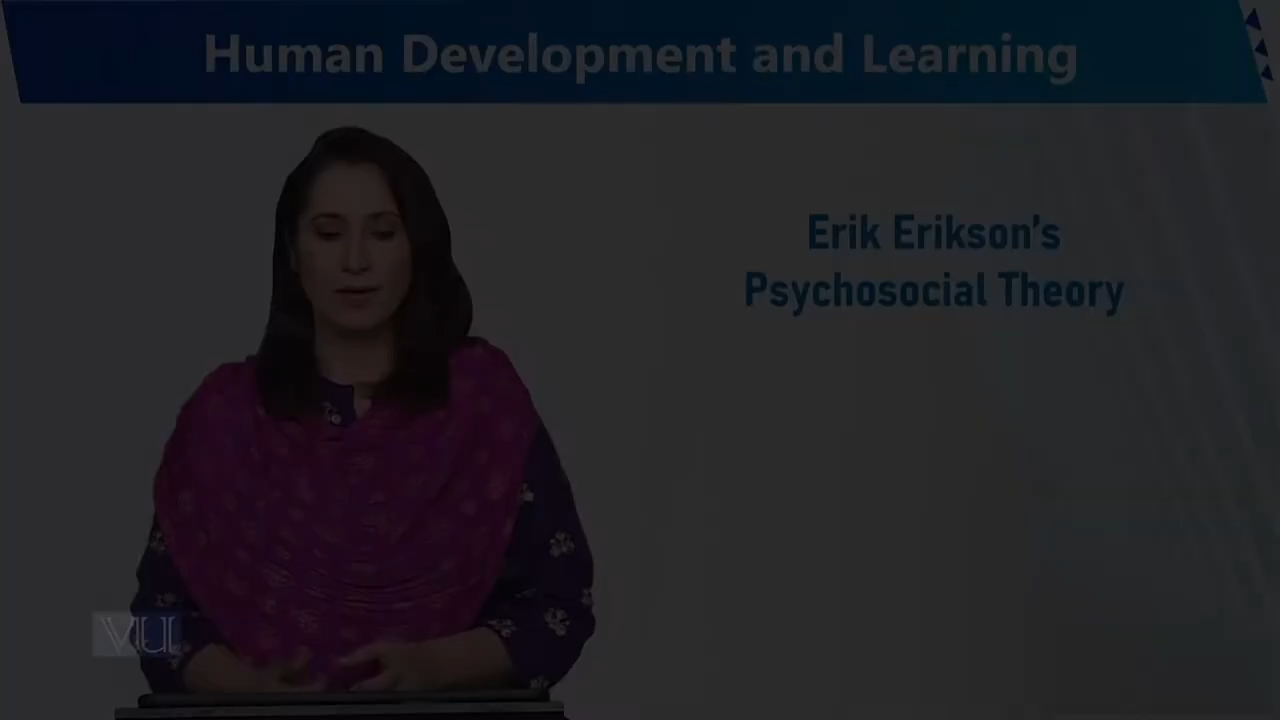 Human Development and Learning
Erik Erikson's
Psychosocial Theory
VU